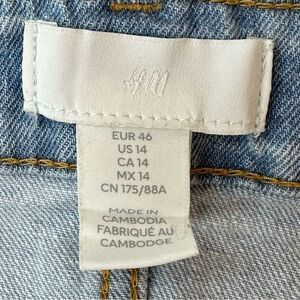 H&M
EUR 46
US 14
CA 14
MX 14
CN 175/88A
MADE IN
CAMBODIA
FABRIQUÉ AU
CAMBODGE